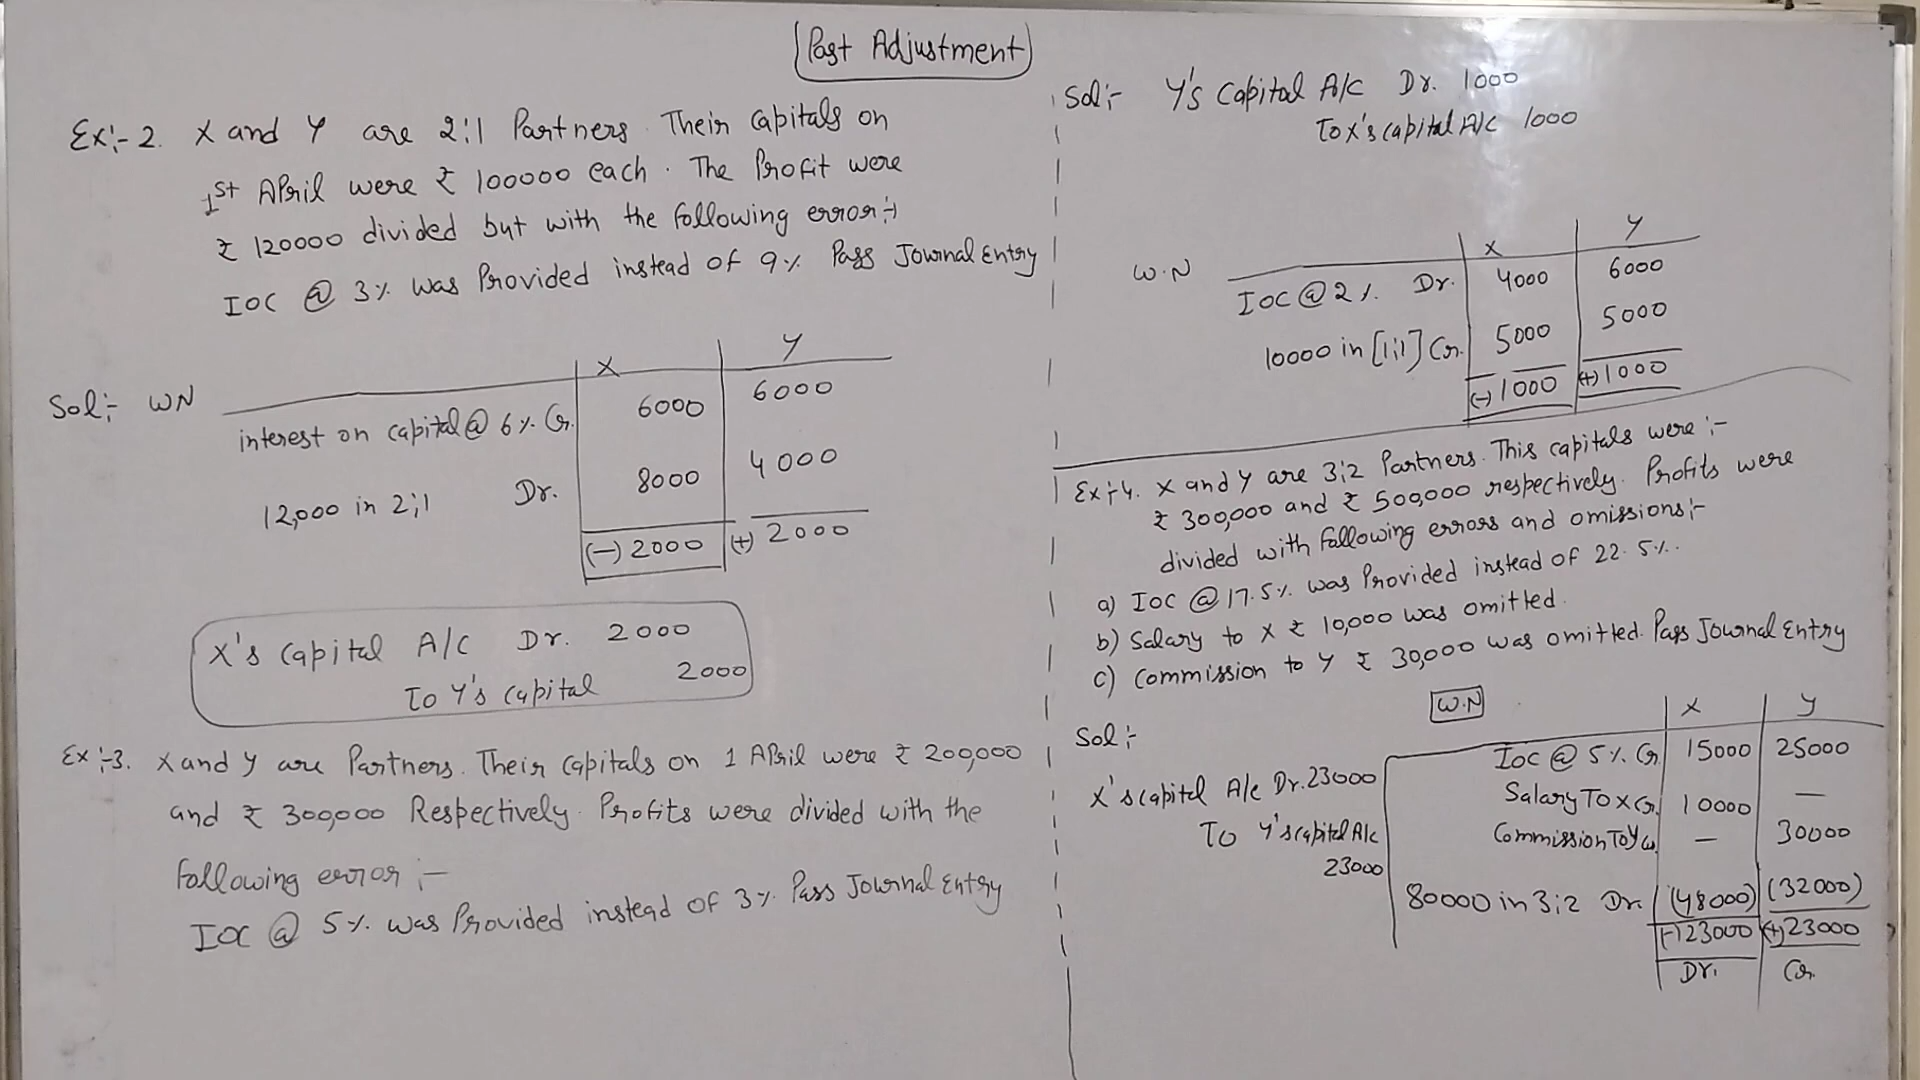 Past Adjustment
Ex:- 2. X and Y are 2:1 Partners. Their Capitals on
1st April were ₹ 100000 each. The Profit were
₹ 120000 divided but with the following error:-
IOC @ 3% was Provided instead of 9% Pass Journal Entry
Sol:- WN
X Y
interest on capital @ 6% Cr. 6000 6000
12,000 in 2:1 Dr. 8000 4000
(-) 2000 (+) 2000
X's Capital A/C Dr. 2000
To Y's Capital 2000
Ex:-3. X and Y are Partners. Their Capitals on 1 April were ₹ 200,000
and ₹ 300,000 Respectively. Profits were divided with the
following error:-
IOC @ 5% was Provided instead of 3% Pass Journal Entry
Sol:- Y's Capital A/C Dr. 1000
To X's Capital A/C 1000
W.N
X Y
IOC @ 2%. Dr. 4000 6000
10000 in [1:1] Cr. 5000 5000
(-) 1000 (+) 1000
Ex:-4. X and Y are 3:2 Partners. This capitals were:-
₹ 300,000 and ₹ 500,000 respectively. Profits were
divided with following errors and omissions:-
a) IOC @ 17.5% was Provided instead of 22.5%.
b) Salary to X ₹ 10,000 was omitted.
c) Commission to Y ₹ 30,000 was omitted. Pass Journal Entry
Sol:-
X's capital A/c Dr. 23000
To Y's capital A/c
23000
W.N
X Y
IOC @ 5%. Cr 15000 25000
Salary To X Cr. 10000 —
Commission To Y Cr. — 30000
80000 in 3:2 Dr. (48000) (32000)
(-) 23000 (+) 23000
Dr. Cr.